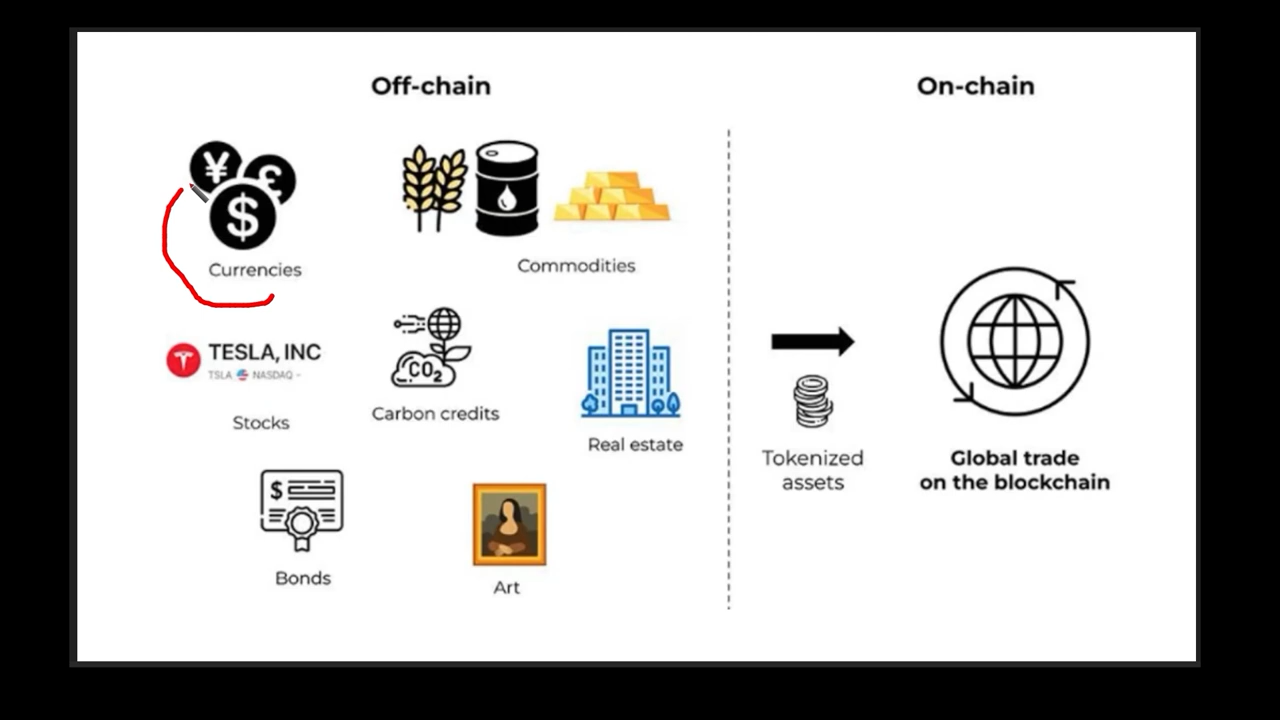 Off-chain
On-chain
¥ £
$
Currencies
Commodities
TESLA, INC
TSLA NASDAQ
Stocks
CO2
Carbon credits
Real estate
Tokenized
assets
Global trade
on the blockchain
$
Bonds
Art